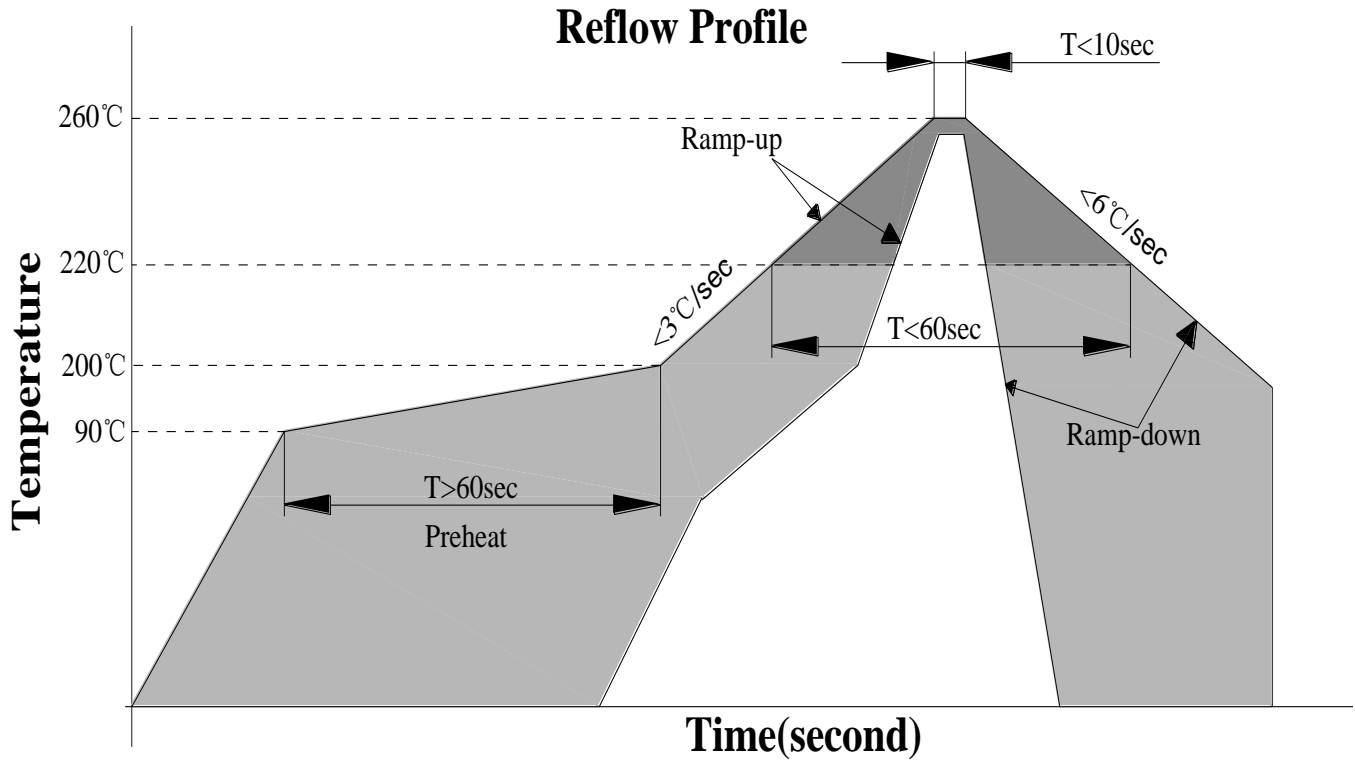 Reflow Profile
T<10sec
260℃
Ramp-up
<6℃/sec
220℃
<3℃/sec
T<60sec
200℃
90℃
Ramp-down
T>60sec
Preheat
Temperature
Time(second)